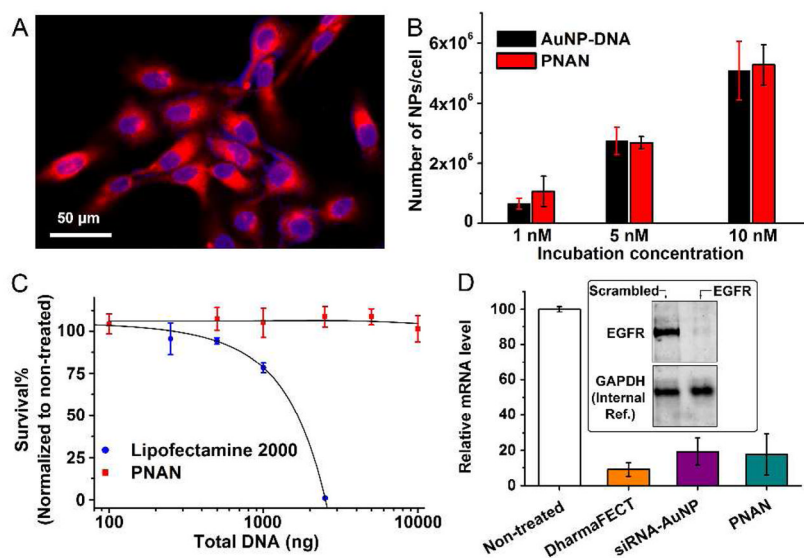 A
50 µm
B
Number of NPs/cell
6x10⁶
4x10⁶
2x10⁶
0
AuNP-DNA
PNAN
1 nM
5 nM
10 nM
Incubation concentration
C
Survival%
(Normalized to non-treated)
100
75
50
25
0
Lipofectamine 2000
PNAN
100
1000
10000
Total DNA (ng)
D
Relative mRNA level
100
80
60
40
20
0
Scrambled
EGFR
EGFR
GAPDH
(Internal
Ref.)
Non-treated
DharmaFECT
siRNA-AuNP
PNAN